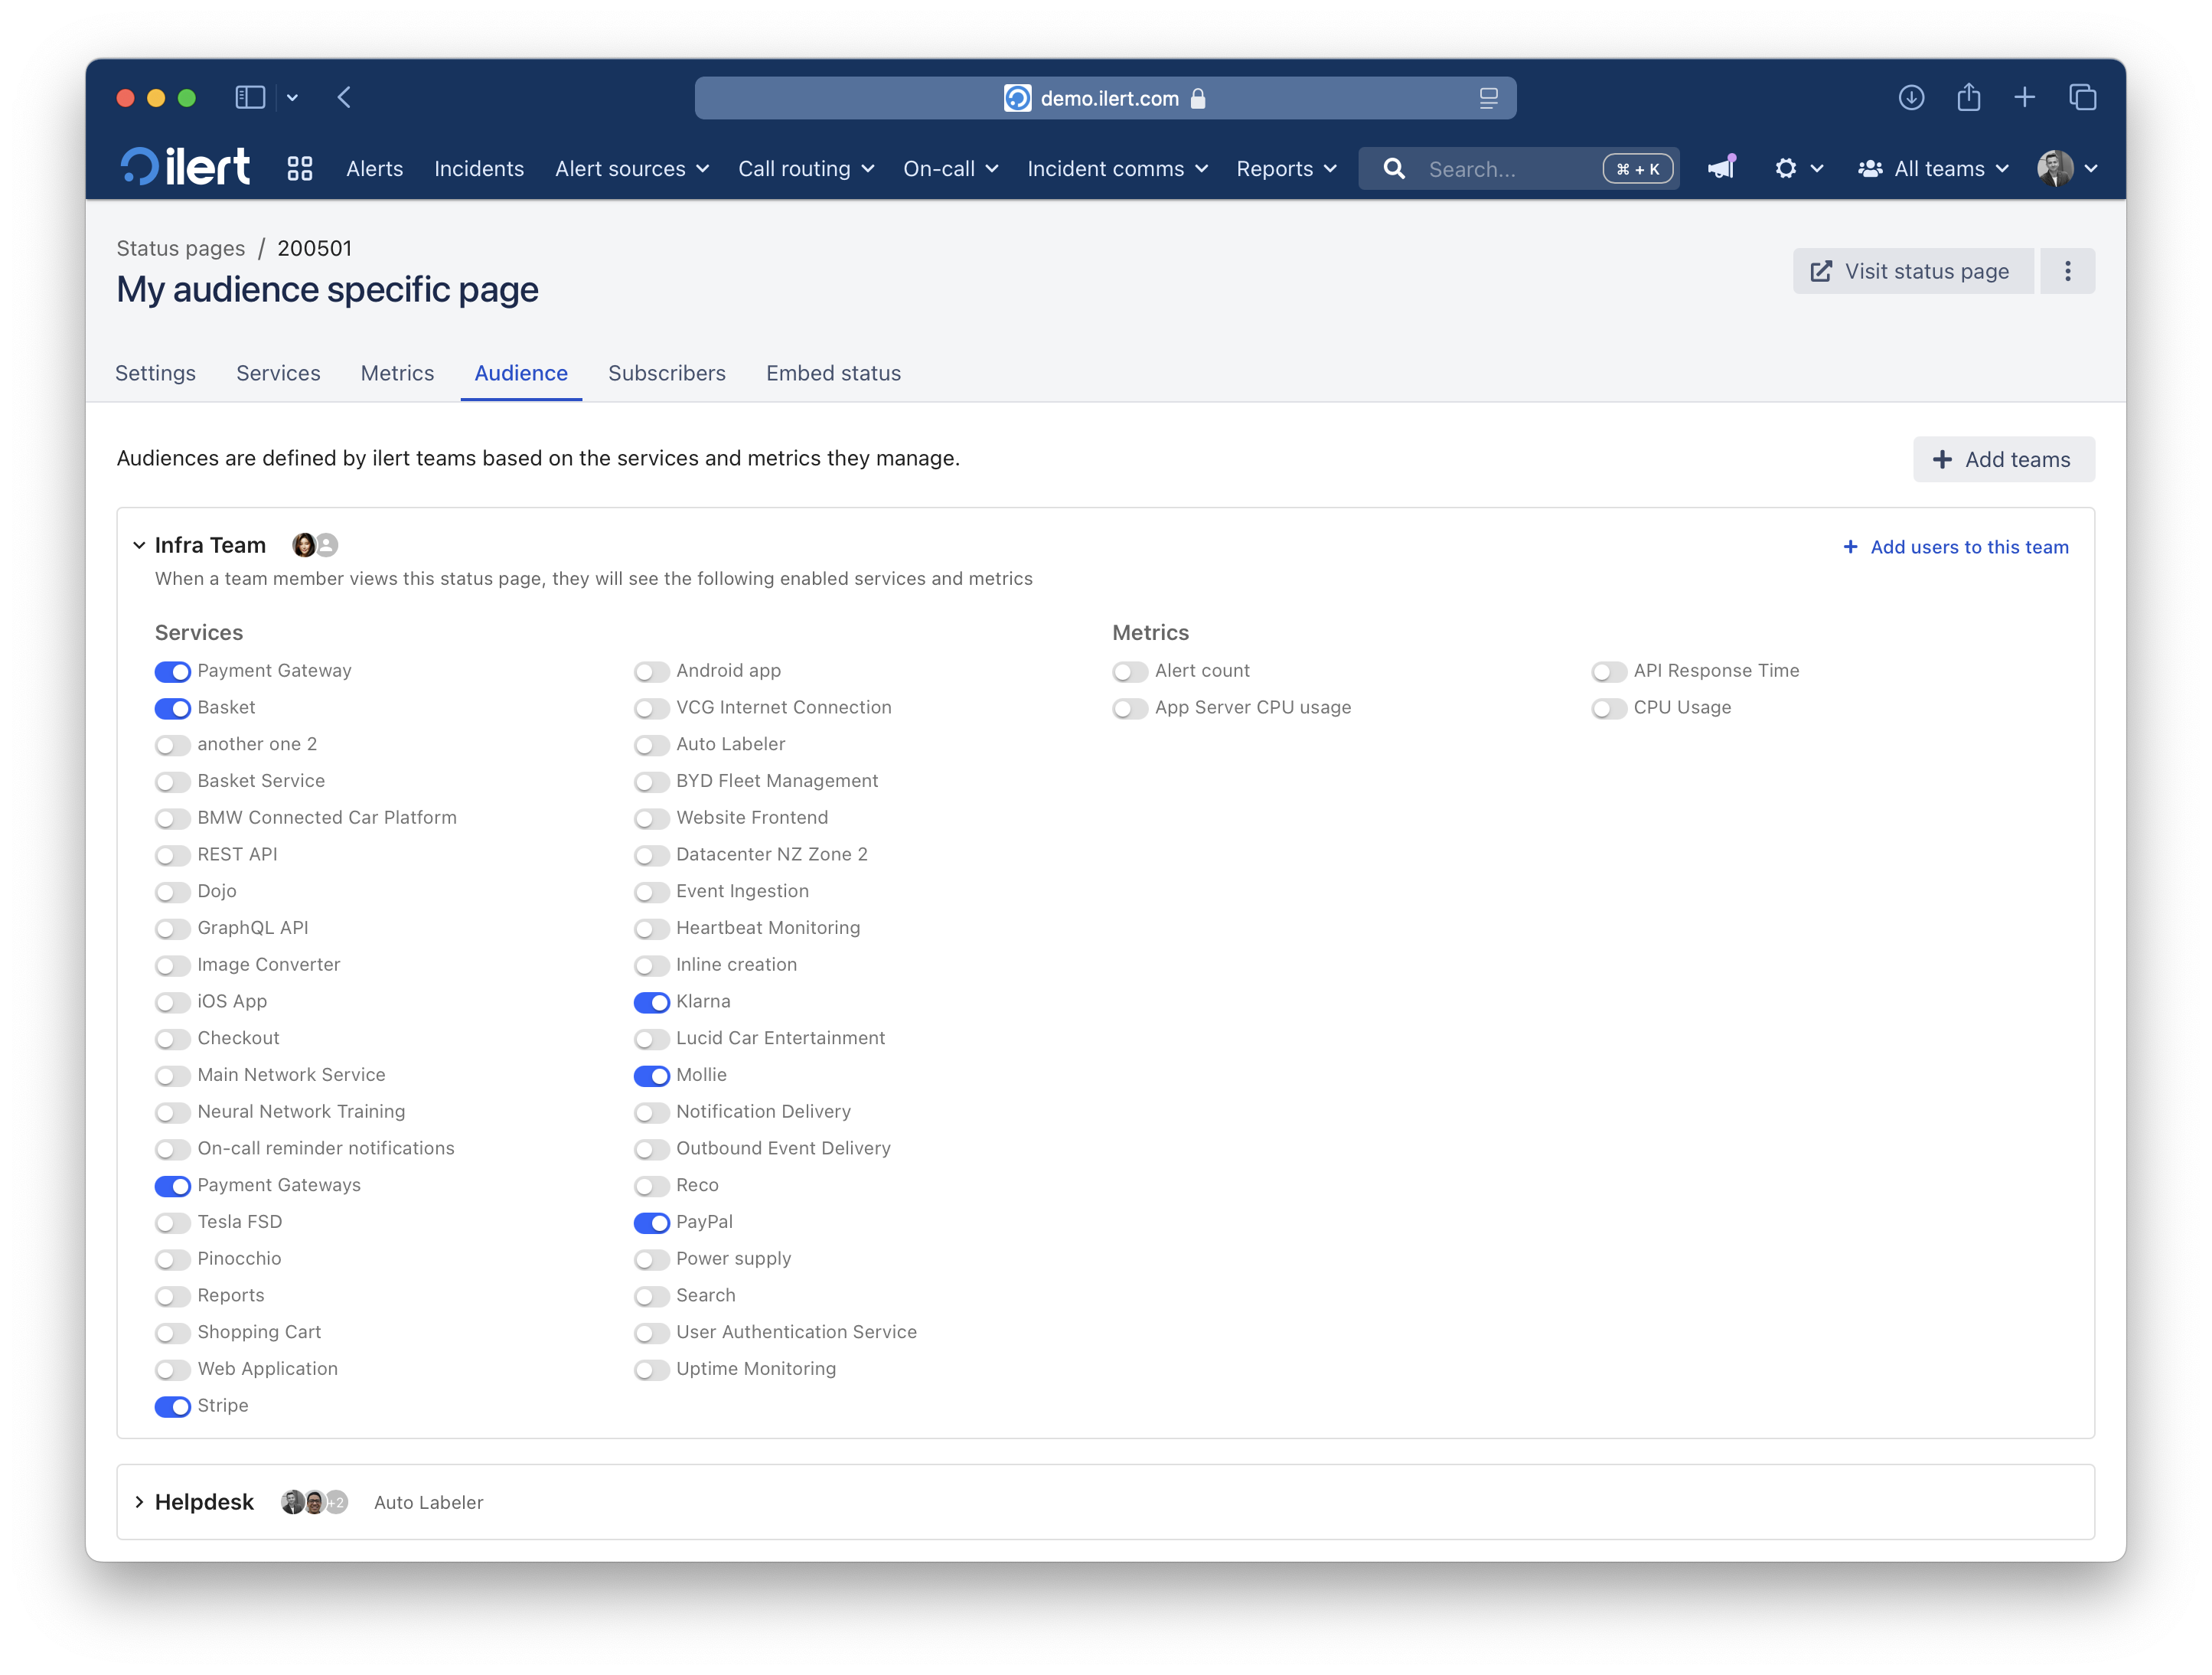 demo.ilert.com
ilert
Alerts Incidents Alert sources Call routing On-call Incident comms Reports Search... ⌘ + K All teams
Status pages / 200501
My audience specific page
Visit status page
Settings Services Metrics Audience Subscribers Embed status
Audiences are defined by ilert teams based on the services and metrics they manage.
Add teams
Infra Team
Add users to this team
When a team member views this status page, they will see the following enabled services and metrics
Services
Payment Gateway
Basket
another one 2
Basket Service
BMW Connected Car Platform
REST API
Dojo
GraphQL API
Image Converter
iOS App
Checkout
Main Network Service
Neural Network Training
On-call reminder notifications
Payment Gateways
Tesla FSD
Pinocchio
Reports
Shopping Cart
Web Application
Stripe
Android app
VCG Internet Connection
Auto Labeler
BYD Fleet Management
Website Frontend
Datacenter NZ Zone 2
Event Ingestion
Heartbeat Monitoring
Inline creation
Klarna
Lucid Car Entertainment
Mollie
Notification Delivery
Outbound Event Delivery
Reco
PayPal
Power supply
Search
User Authentication Service
Uptime Monitoring
Metrics
Alert count
App Server CPU usage
API Response Time
CPU Usage
Helpdesk +2 Auto Labeler